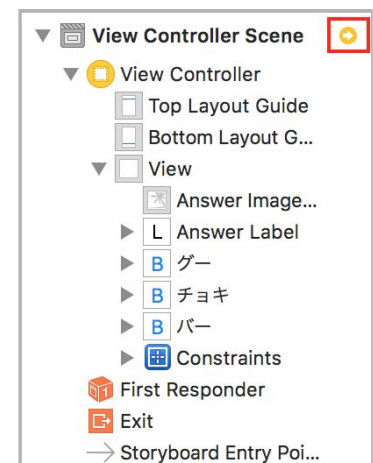 View Controller Scene
View Controller
Top Layout Guide
Bottom Layout G...
View
Answer Image...
L Answer Label
B グー
B チョキ
B パー
Constraints
First Responder
Exit
Storyboard Entry Poi...